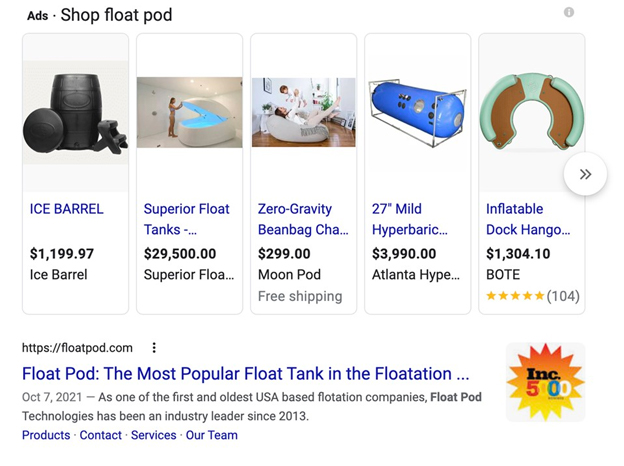 Ads · Shop float pod
ICE BARREL
$1,199.97
Ice Barrel
Superior Float
Tanks -...
$29,500.00
Superior Floa...
Zero-Gravity
Beanbag Cha...
$299.00
Moon Pod
Free shipping
27" Mild
Hyperbaric...
$3,990.00
Atlanta Hype...
Inflatable
Dock Hango...
$1,304.10
BOTE
(104)
https://floatpod.com
Float Pod: The Most Popular Float Tank in the Floatation ...
Oct 7, 2021 — As one of the first and oldest USA based flotation companies, Float Pod
Technologies has been an industry leader since 2013.
Products · Contact · Services · Our Team
Inc.
5000